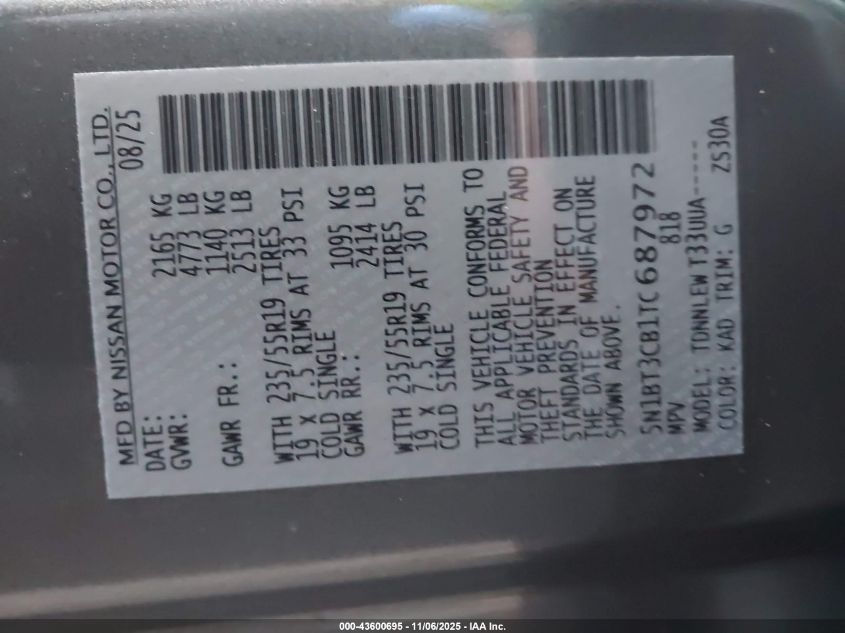 MFD BY NISSAN MOTOR CO., LTD.
DATE: 08/25
GVWR: 2165 KG
4773 LB
GAWR FR.: 1140 KG
2513 LB
WITH 235/55R19 TIRES
19 X 7.5 RIMS AT 33 PSI
COLD SINGLE
GAWR RR.: 1095 KG
2414 LB
WITH 235/55R19 TIRES
19 X 7.5 RIMS AT 30 PSI
COLD SINGLE
THIS VEHICLE CONFORMS TO
ALL APPLICABLE FEDERAL
MOTOR VEHICLE SAFETY AND
THEFT PREVENTION
STANDARDS IN EFFECT ON
THE DATE OF MANUFACTURE
SHOWN ABOVE.
5N1BT3CB1TC687972
MPV 818
MODEL: TDNNLEW T33UUA-----
COLOR: KAD TRIM: G ZS30A
000-43600695 - 11/06/2025 - IAA Inc.